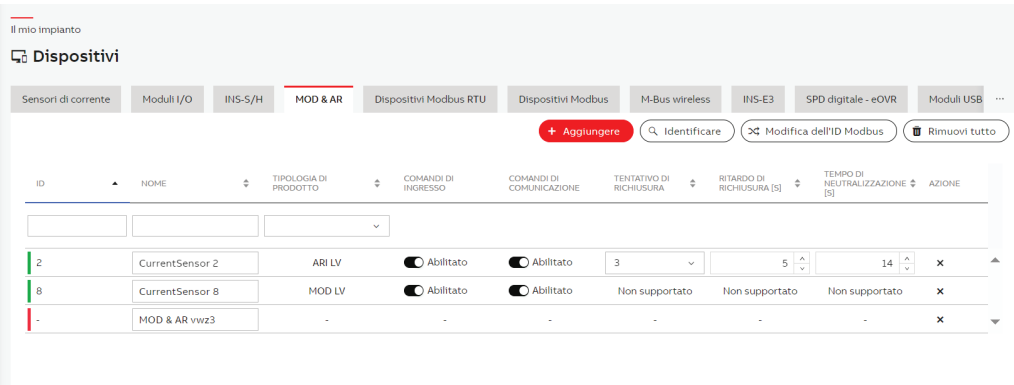 Il mio impianto
Dispositivi
Sensori di corrente Moduli I/O INS-S/H MOD & AR Dispositivi Modbus RTU Dispositivi Modbus M-Bus wireless INS-E3 SPD digitale - eOVR Moduli USB ...
+ Aggiungere Identificare Modifica dell'ID Modbus Rimuovi tutto
ID NOME TIPOLOGIA DI PRODOTTO COMANDI DI INGRESSO COMANDI DI COMUNICAZIONE TENTATIVO DI RICHIUSURA RITARDO DI RICHIUSURA [S] TEMPO DI NEUTRALIZZAZIONE [S] AZIONE
2 CurrentSensor 2 ARI LV Abilitato Abilitato 3 5 14 ×
8 CurrentSensor 8 MOD LV Abilitato Abilitato Non supportato Non supportato Non supportato ×
- MOD & AR vwz3 - - - - - - ×